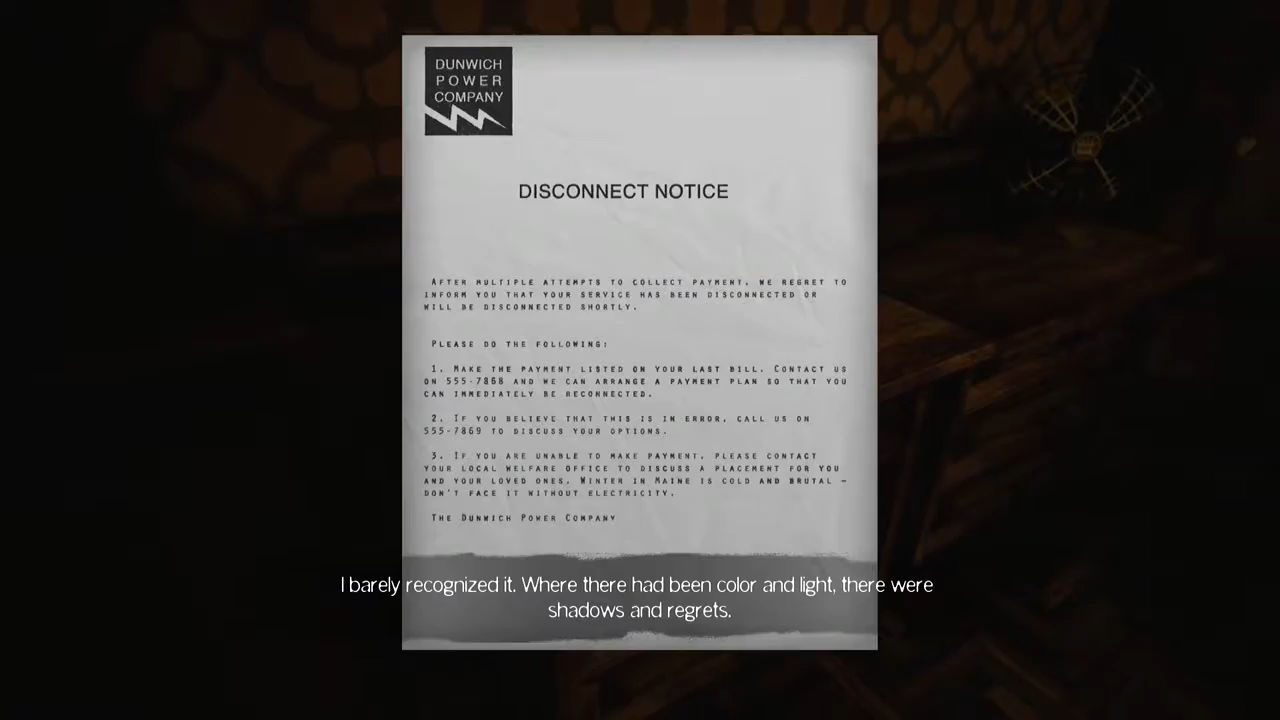 DUNWICH
POWER
COMPANY
DISCONNECT NOTICE
AFTER MULTIPLE ATTEMPTS TO COLLECT PAYMENT, WE REGRET TO
INFORM YOU THAT YOUR SERVICE HAS BEEN DISCONNECTED OR
WILL BE DISCONNECTED SHORTLY.
PLEASE DO THE FOLLOWING:
1. MAKE THE PAYMENT LISTED ON YOUR LAST BILL. CONTACT US
ON 555-7868 AND WE CAN ARRANGE A PAYMENT PLAN SO THAT YOU
CAN IMMEDIATELY BE RECONNECTED.
2. IF YOU BELIEVE THAT THIS IS IN ERROR, CALL US ON
555-7869 TO DISCUSS YOUR OPTIONS.
3. IF YOU ARE UNABLE TO MAKE PAYMENT, PLEASE CONTACT
YOUR LOCAL WELFARE OFFICE TO DISCUSS A PLACEMENT FOR YOU
AND YOUR LOVED ONES. WINTER IN MAINE IS COLD AND BRUTAL –
DON'T FACE IT WITHOUT ELECTRICITY.
THE DUNWICH POWER COMPANY
I barely recognized it. Where there had been color and light, there were
shadows and regrets.